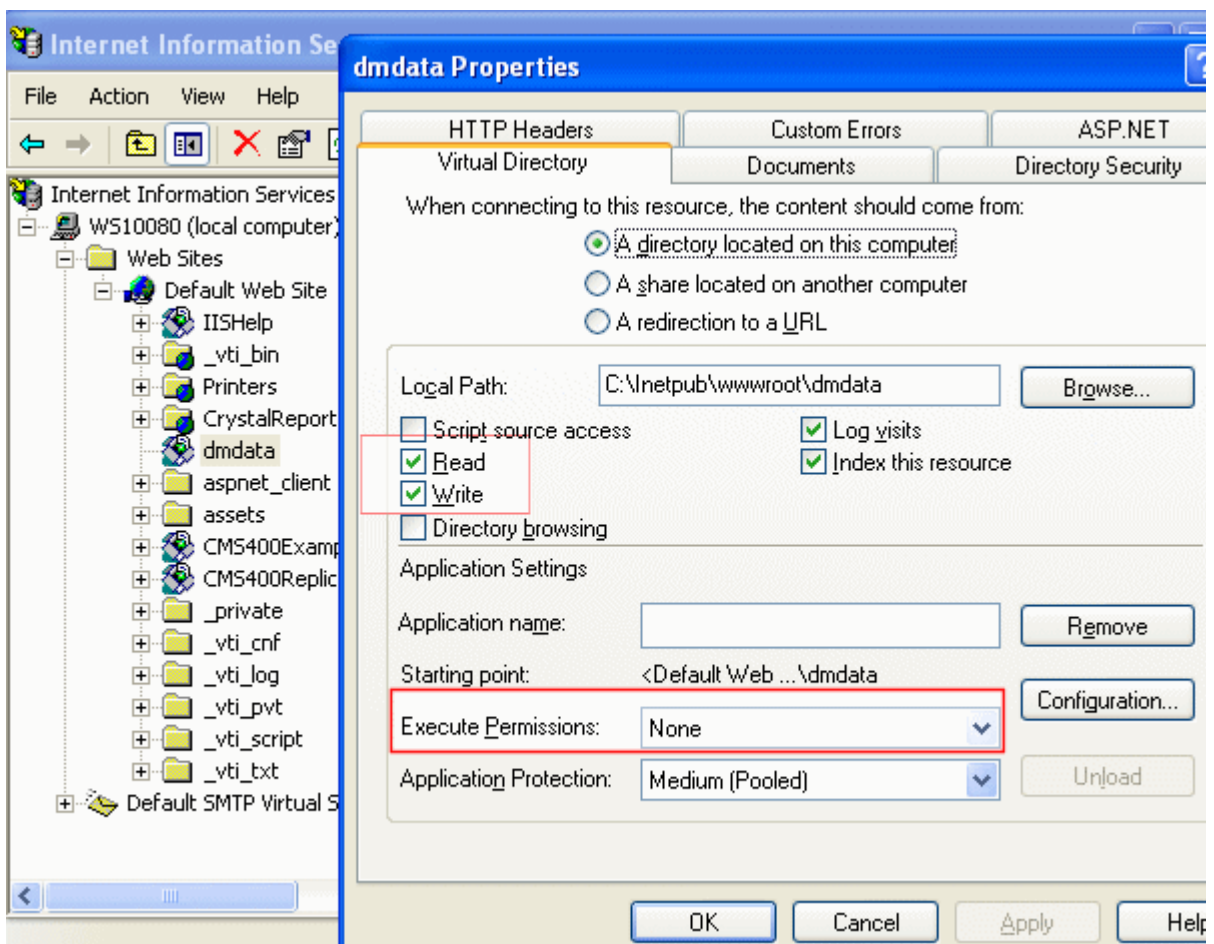 Internet Information Se
File Action View Help
Internet Information Services
WS10080 (local computer)
Web Sites
Default Web Site
IISHelp
_vti_bin
Printers
CrystalReport
dmdata
aspnet_client
assets
CMS400Examp
CMS400Replic
_private
_vti_cnf
_vti_log
_vti_pvt
_vti_script
_vti_txt
Default SMTP Virtual S
dmdata Properties
?
HTTP Headers Custom Errors ASP.NET
Virtual Directory Documents Directory Security
When connecting to this resource, the content should come from:
A directory located on this computer
A share located on another computer
A redirection to a URL
Local Path: C:\Inetpub\wwwroot\dmdata Browse...
Script source access Log visits
Read Index this resource
Write
Directory browsing
Application Settings
Application name: Remove
Starting point: <Default Web ...\dmdata
Configuration...
Execute Permissions: None
Application Protection: Medium (Pooled) Unload
OK Cancel Apply Help